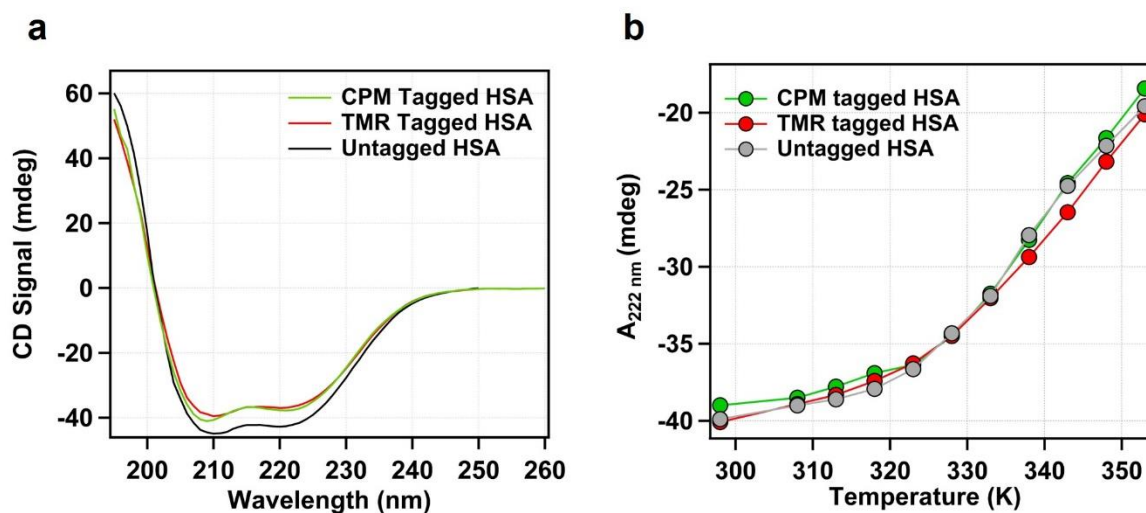 a
60
40
20
0
-20
-40
CD Signal (mdeg)
CPM Tagged HSA
TMR Tagged HSA
Untagged HSA
200 210 220 230 240 250 260
Wavelength (nm)
b
-20
-25
-30
-35
-40
A222 nm (mdeg)
CPM tagged HSA
TMR tagged HSA
Untagged HSA
300 310 320 330 340 350
Temperature (K)